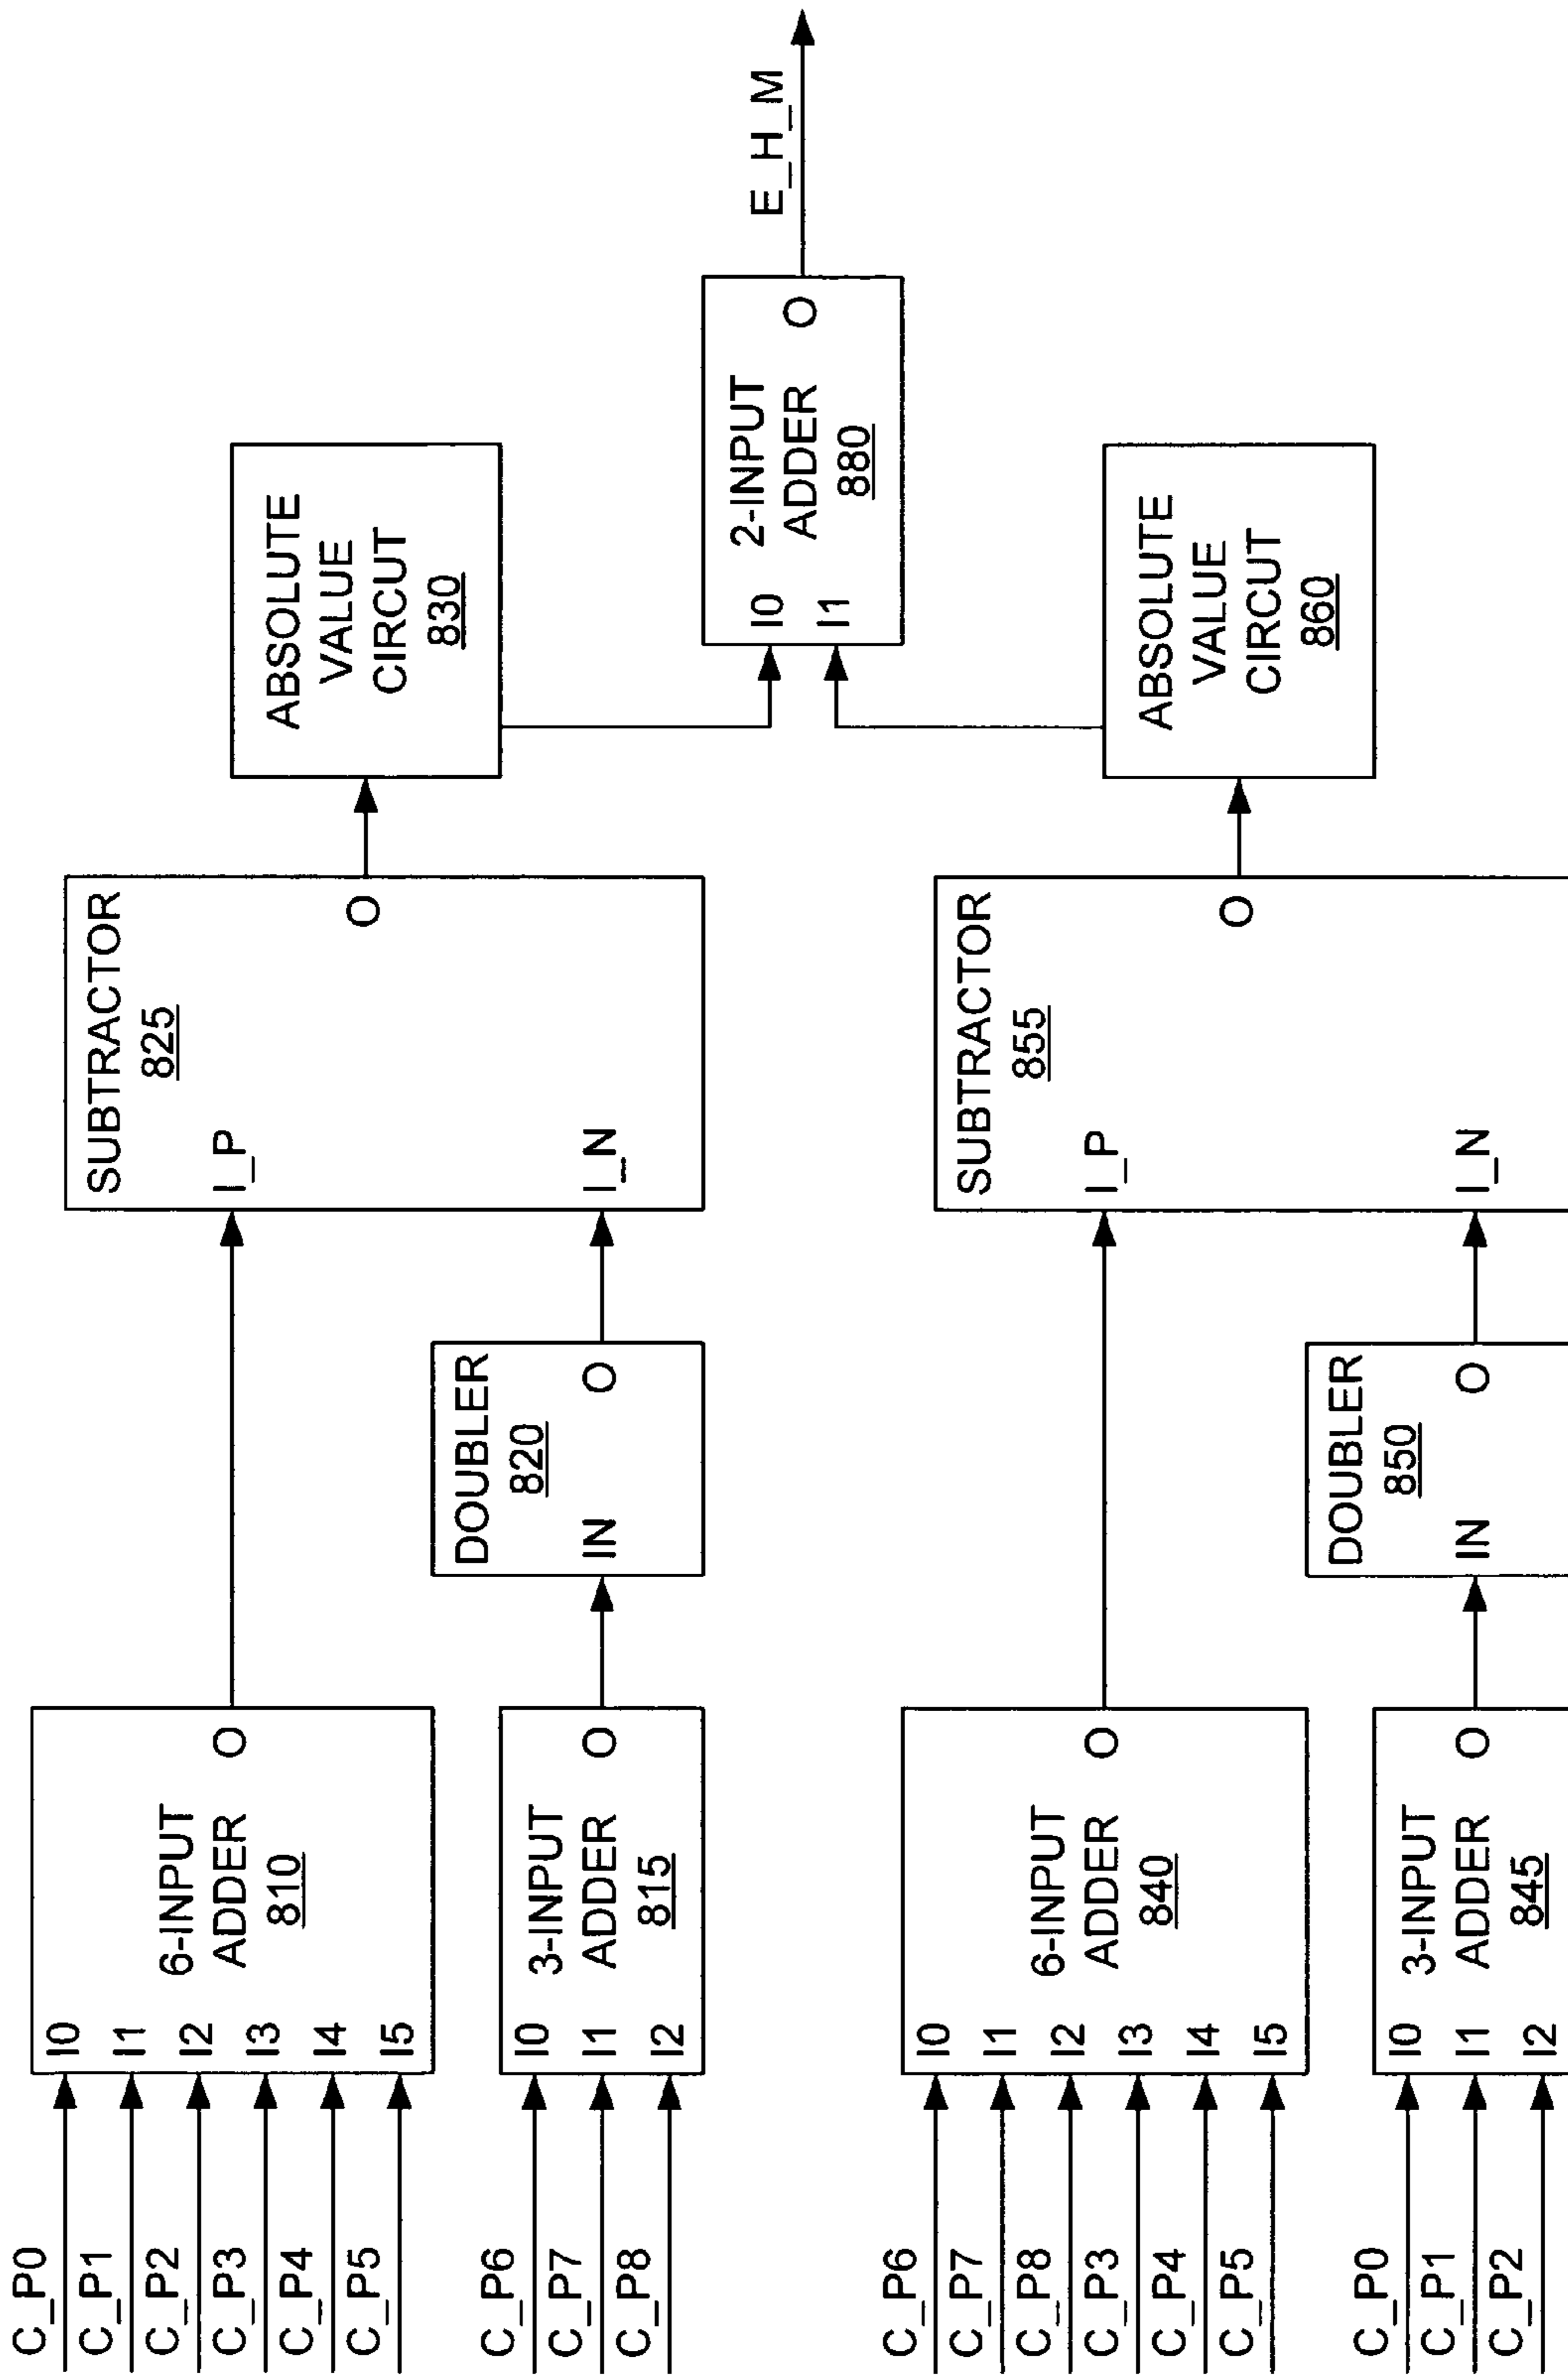 C_P0
C_P1
C_P2
C_P3
C_P4
C_P5
I0
I1
I2
I3
I4
I5
6-INPUT
ADDER
810
O
C_P6
C_P7
C_P8
I0
I1
I2
3-INPUT
ADDER
815
O
DOUBLER
820
IN
O
SUBTRACTOR
825
I_P
I_N
O
ABSOLUTE
VALUE
CIRCUT
830
C_P6
C_P7
C_P8
C_P3
C_P4
C_P5
I0
I1
I2
I3
I4
I5
6-INPUT
ADDER
840
O
C_P0
C_P1
C_P2
I0
I1
I2
3-INPUT
ADDER
845
O
DOUBLER
850
IN
O
SUBTRACTOR
855
I_P
I_N
O
ABSOLUTE
VALUE
CIRCUT
860
I0
I1
2-INPUT
ADDER
880
O
E_H_M